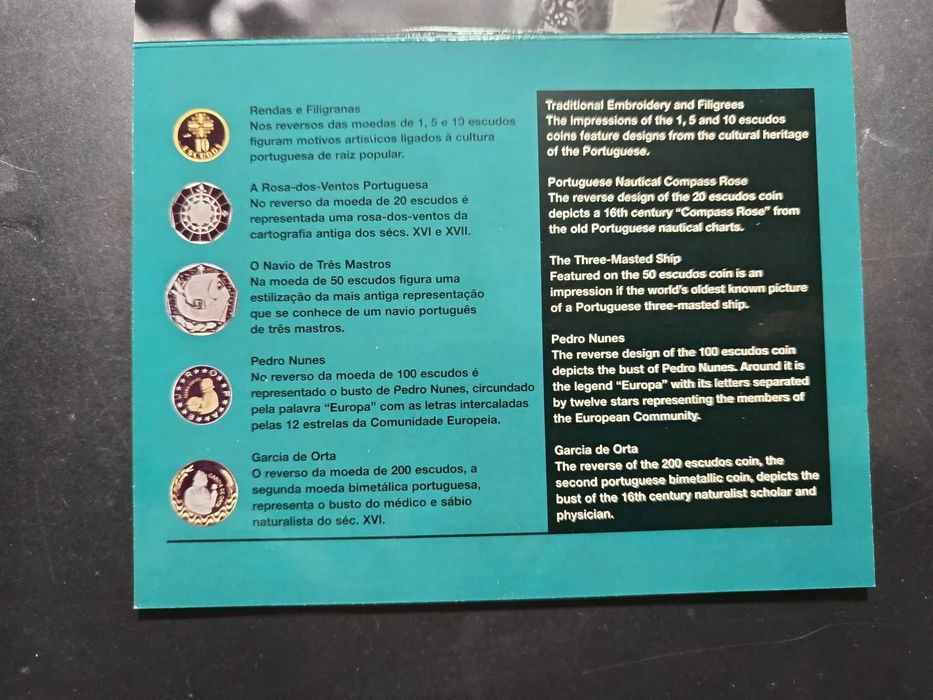 Rendas e Filigranas
Nos reversos das moedas de 1, 5 e 10 escudos
figuram motivos artísticos ligados à cultura
portuguesa de raiz popular.
A Rosa-dos-Ventos Portuguesa
No reverso da moeda de 20 escudos é
representada uma rosa-dos-ventos da
cartografia antiga dos sécs. XVI e XVII.
O Navio de Três Mastros
Na moeda de 50 escudos figura uma
estilização da mais antiga representação
que se conhece de um navio português
de três mastros.
Pedro Nunes
No reverso da moeda de 100 escudos é
representado o busto de Pedro Nunes, circundado
pela palavra “Europa” com as letras intercaladas
pelas 12 estrelas da Comunidade Europeia.
Garcia de Orta
O reverso da moeda de 200 escudos, a
segunda moeda bimetálica portuguesa,
representa o busto do médico e sábio
naturalista do séc. XVI.
Traditional Embroidery and Filigrees
The impressions of the 1, 5 and 10 escudos
coins feature designs from the cultural heritage
of the Portuguese.
Portuguese Nautical Compass Rose
The reverse design of the 20 escudos coin
depicts a 16th century “Compass Rose” from
the old Portuguese nautical charts.
The Three-Masted Ship
Featured on the 50 escudos coin is an
impression if the world's oldest known picture
of a Portuguese three-masted ship.
Pedro Nunes
The reverse design of the 100 escudos coin
depicts the bust of Pedro Nunes. Around it is
the legend “Europa” with its letters separated
by twelve stars representing the members of
the European Community.
Garcia de Orta
The reverse of the 200 escudos coin, the
second portuguese bimetallic coin, depicts the
bust of the 16th century naturalist scholar and
physician.
10
ESCUDOS
EUROPA